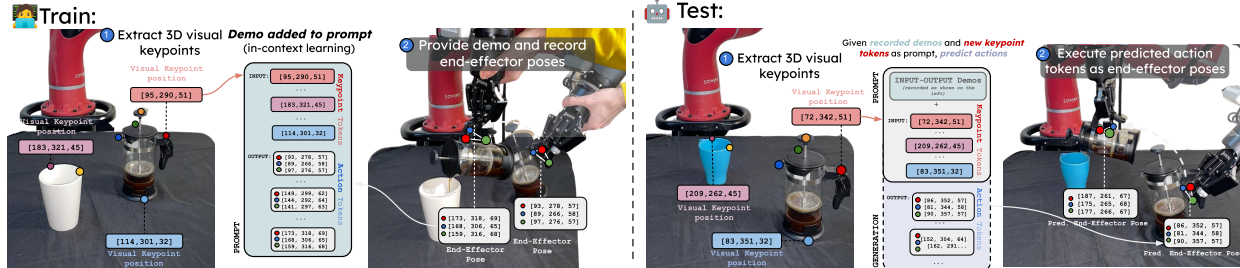 Train:
1 Extract 3D visual
keypoints
Visual Keypoint
position
[95,290,51]
Visual Keypoint
position
[183,321,45]
[114,301,32]
Visual Keypoint
position
Demo added to prompt
(in-context learning)
INPUT:
[95,290,51]
...
[183,321,45]
...
[114,301,32]
Keypoint Tokens
OUTPUT:
[93, 278, 57]
[89, 266, 58]
[97, 276, 57]
...
[149, 299, 62]
[144, 292, 64]
[141, 297, 63]
...
[173, 318, 69]
[168, 306, 65]
[159, 316, 68]
Action Tokens
PROMPT
2 Provide demo and record
end-effector poses
[173, 318, 69]
[168, 306, 65]
[159, 316, 68]
End-Effector
Pose
[93, 278, 57]
[89, 266, 58]
[97, 276, 57]
End-Effector
Pose
Test:
1 Extract 3D visual
keypoints
Visual Keypoint
position
[72,342,51]
[209,262,45]
Visual Keypoint
position
[83,351,32]
Visual Keypoint
position
Given recorded demos and new keypoint
tokens as prompt, predict actions
PROMPT
INPUT-OUTPUT Demos
(recorded as shown on the
left)
+
INPUT:
[72,342,51]
...
[209,262,45]
...
[83,351,32]
Keypoint Tokens
GENERATION
OUTPUT:
[86, 352, 57]
[81, 344, 58]
[90, 357, 57]
...
[152, 304, 64]
[162, 291...
Action Tokens
2 Execute predicted action
tokens as end-effector poses
[187, 261, 67]
[175, 265, 68]
[177, 266, 67]
Pred. End-Effector Pose
[86, 352, 57]
[81, 344, 58]
[90, 357, 57]
Pred. End-Effector Pose